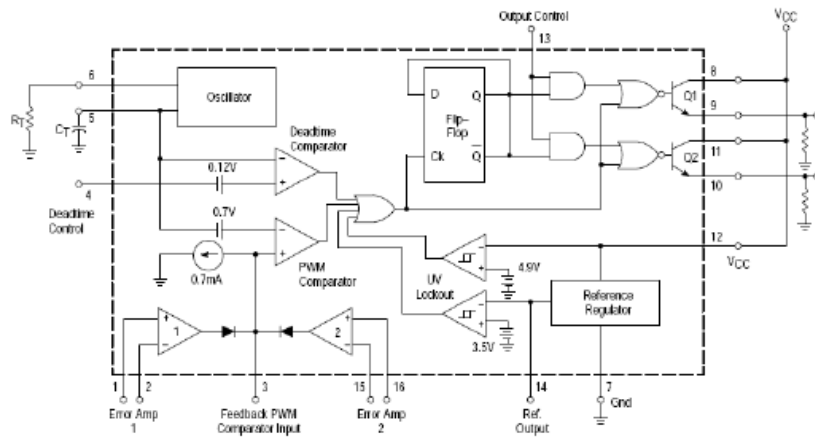 Output Control
VCC
13
6
Oscillator
RT
5
CT
D
Q
Flip-
Flop
Ck
Q
8
Q1
9
11
Q2
10
Deadtime
Comparator
0.12V
4
Deadtime
Control
0.7V
PWM
Comparator
0.7mA
UV
Lockout
4.9V
12
VCC
Reference
Regulator
3.5V
1
2
1
2
3
15
16
14
7
Gnd
Error Amp
1
Feedback PWM
Comparator Input
Error Amp
2
Ref.
Output